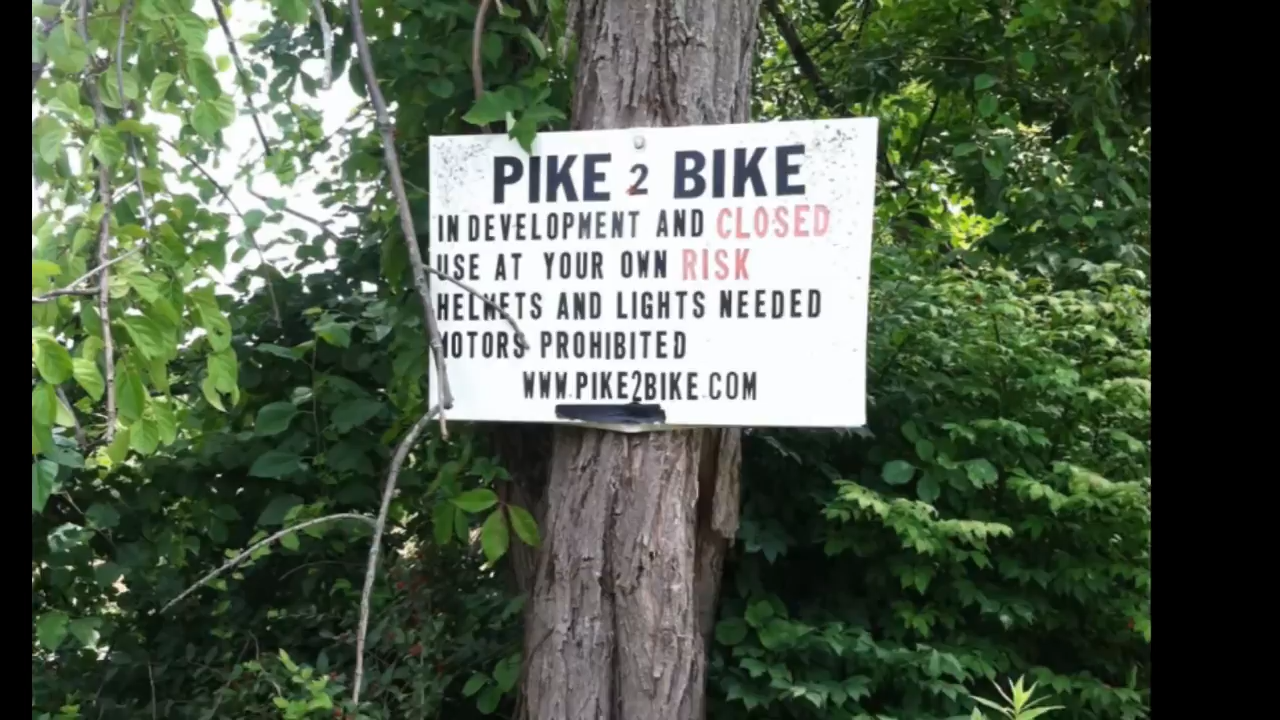 PIKE 2 BIKE
IN DEVELOPMENT AND CLOSED
USE AT YOUR OWN RISK
HELMETS AND LIGHTS NEEDED
MOTORS PROHIBITED
WWW.PIKE2BIKE.COM